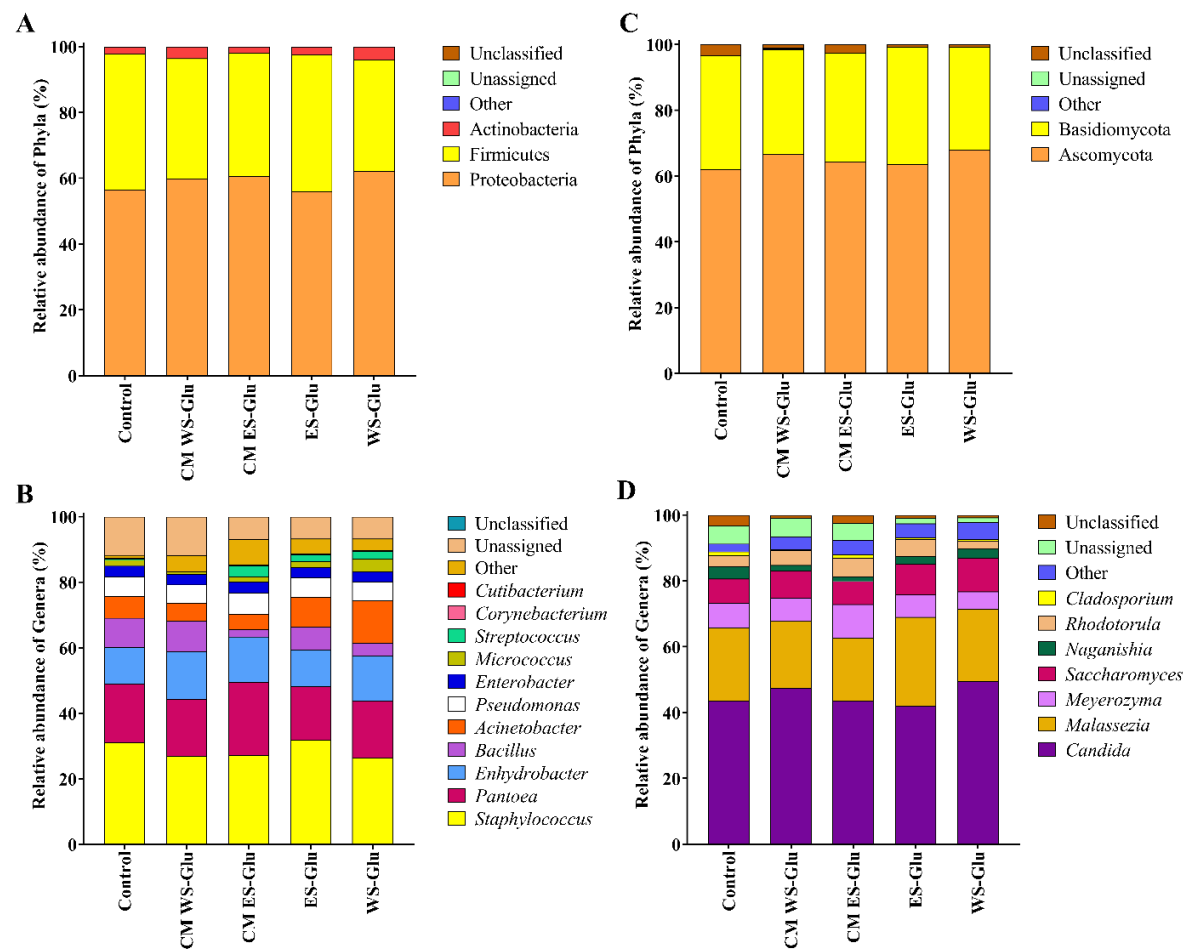 A
Relative abundance of Phyla (%)
100
80
60
40
20
0
Control
CM WS-Glu
CM ES-Glu
ES-Glu
WS-Glu
Unclassified
Unassigned
Other
Actinobacteria
Firmicutes
Proteobacteria
C
Relative abundance of Phyla (%)
100
80
60
40
20
0
Control
CM WS-Glu
CM ES-Glu
ES-Glu
WS-Glu
Unclassified
Unassigned
Other
Basidiomycota
Ascomycota
B
Relative abundance of Genera (%)
100
80
60
40
20
0
Control
CM WS-Glu
CM ES-Glu
ES-Glu
WS-Glu
Unclassified
Unassigned
Other
Cutibacterium
Corynebacterium
Streptococcus
Micrococcus
Enterobacter
Pseudomonas
Acinetobacter
Bacillus
Enhydrobacter
Pantoea
Staphylococcus
D
Relative abundance of Genera (%)
100
80
60
40
20
0
Control
CM WS-Glu
CM ES-Glu
ES-Glu
WS-Glu
Unclassified
Unassigned
Other
Cladosporium
Rhodotorula
Naganishia
Saccharomyces
Meyerozyma
Malassezia
Candida